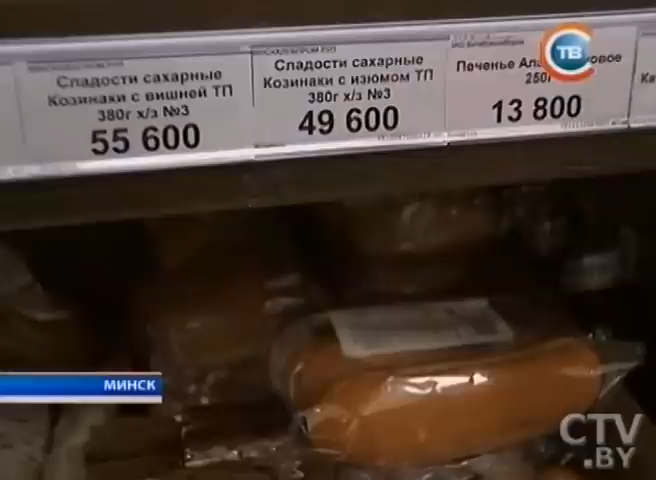 Сладости сахарные
Козинаки с вишней ТП
380г х/з №3
55 600
Сладости сахарные
Козинаки с изюмом ТП
380г х/з №3
49 600
Печенье
250г
13 800
ТВ
МИНСК
CTV
.BY